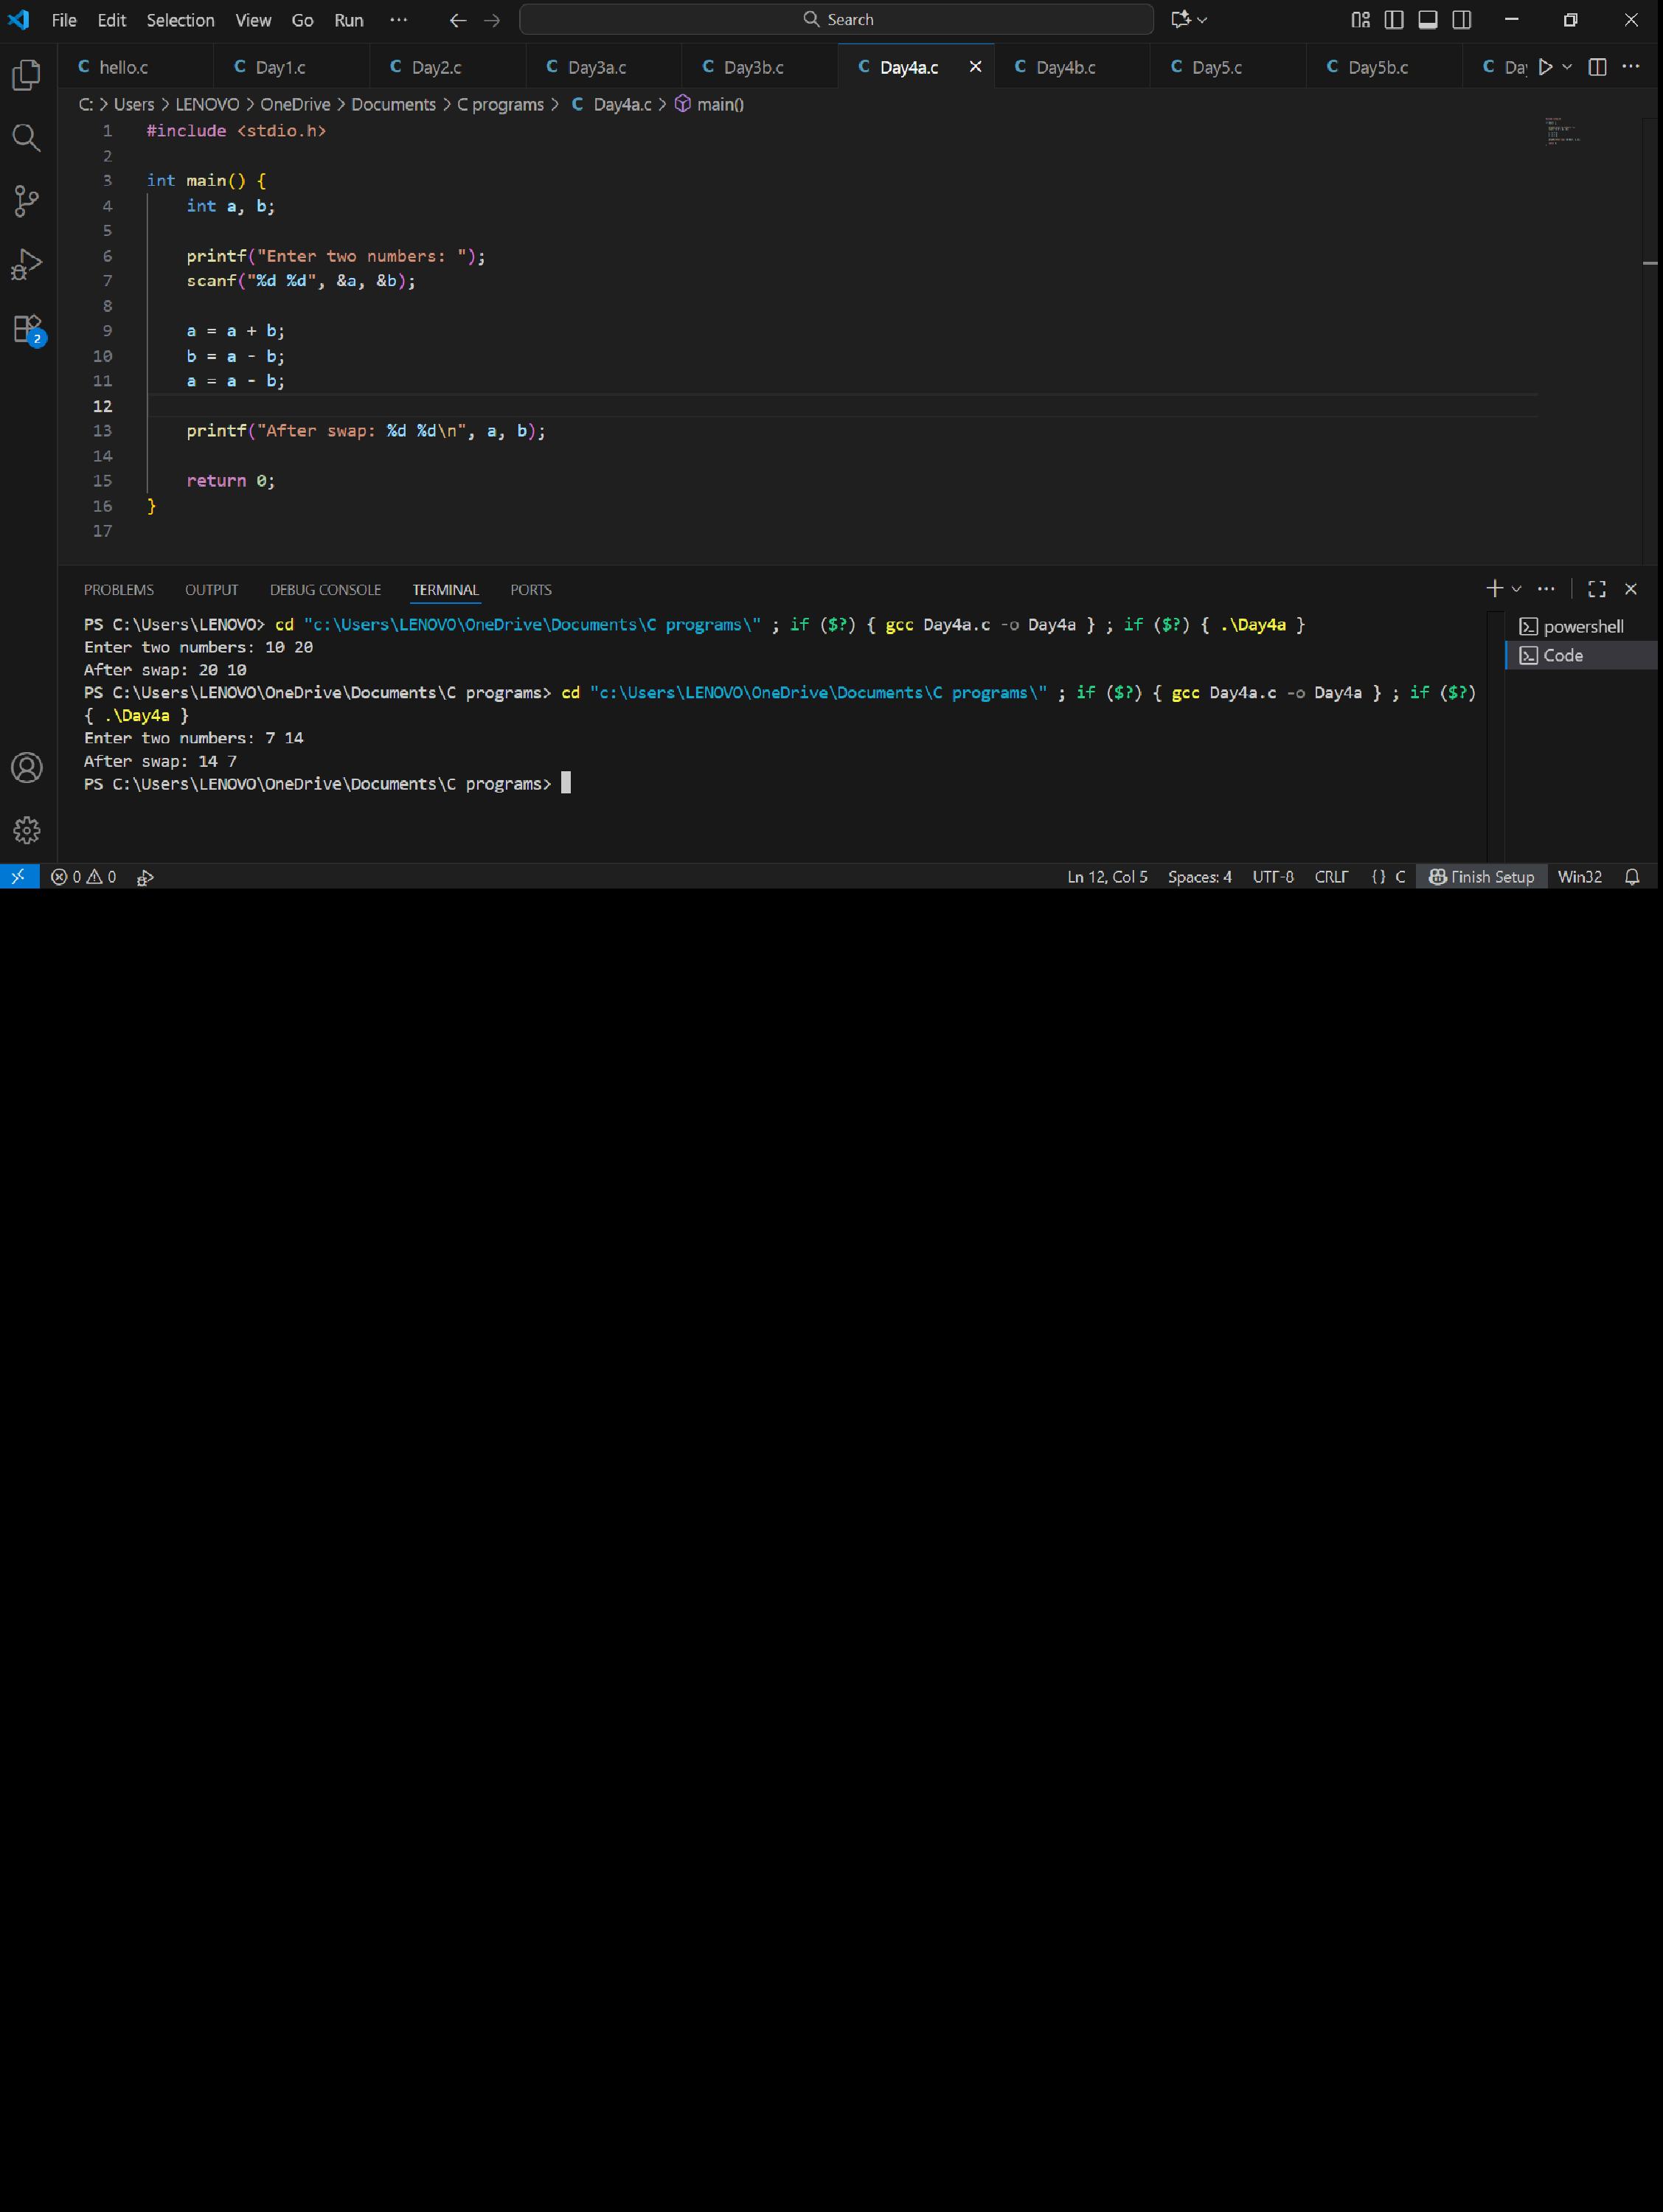 File Edit Selection View Go Run ··· Search
hello.c Day1.c Day2.c Day3a.c Day3b.c Day4a.c Day4b.c Day5.c Day5b.c Day
C: > Users > LENOVO > OneDrive > Documents > C programs > C Day4a.c > main()
1 #include <stdio.h>
2
3 int main() {
4     int a, b;
5
6     printf("Enter two numbers: ");
7     scanf("%d %d", &a, &b);
8
9     a = a + b;
10     b = a - b;
11     a = a - b;
12
13     printf("After swap: %d %d\n", a, b);
14
15     return 0;
16 }
17
2
PROBLEMS OUTPUT DEBUG CONSOLE TERMINAL PORTS
PS C:\Users\LENOVO> cd "c:\Users\LENOVO\OneDrive\Documents\C programs\" ; if ($?) { gcc Day4a.c -o Day4a } ; if ($?) { .\Day4a }
Enter two numbers: 10 20
After swap: 20 10
PS C:\Users\LENOVO\OneDrive\Documents\C programs> cd "c:\Users\LENOVO\OneDrive\Documents\C programs\" ; if ($?) { gcc Day4a.c -o Day4a } ; if ($?)
{ .\Day4a }
Enter two numbers: 7 14
After swap: 14 7
PS C:\Users\LENOVO\OneDrive\Documents\C programs>
powershell
Code
0 0 Ln 12, Col 5 Spaces: 4 UTF-8 CRLF {} C Finish Setup Win32